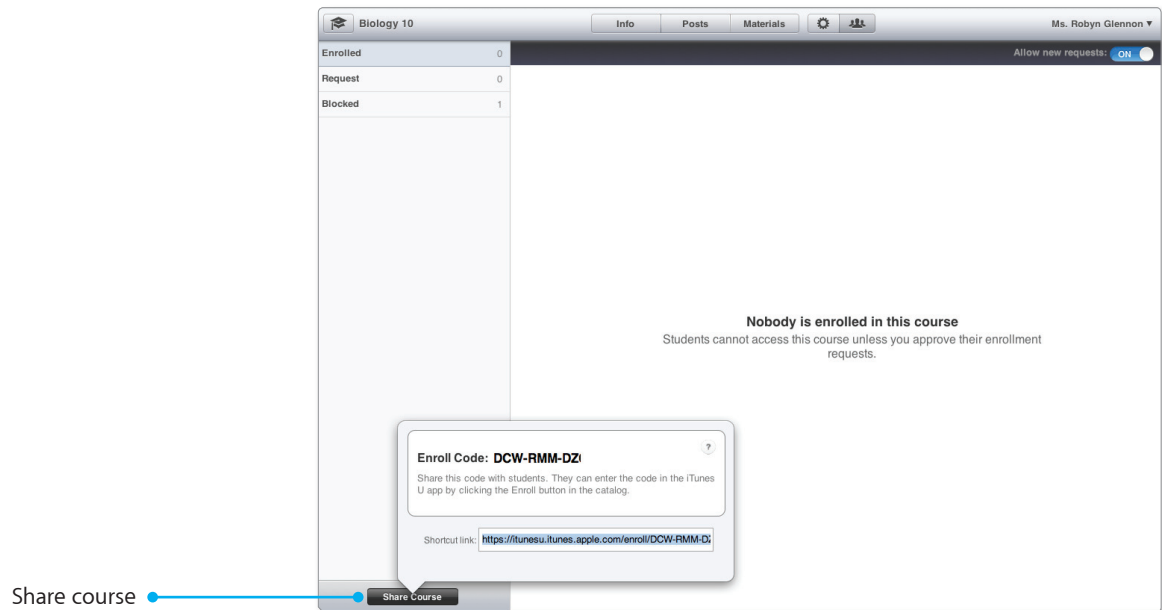 Biology 10
Info Posts Materials
Ms. Robyn Glennon ▼
Enrolled 0
Allow new requests: ON
Request 0
Blocked 1
Nobody is enrolled in this course
Students cannot access this course unless you approve their enrollment
requests.
?
Enroll Code: DCW-RMM-
Share this code with students. They can enter the code in the iTunes
U app by clicking the Enroll button in the catalog.
Shortcut link: https://itunesu.itunes.apple.com/enroll/DCW-RMM-
Share course
Share Course